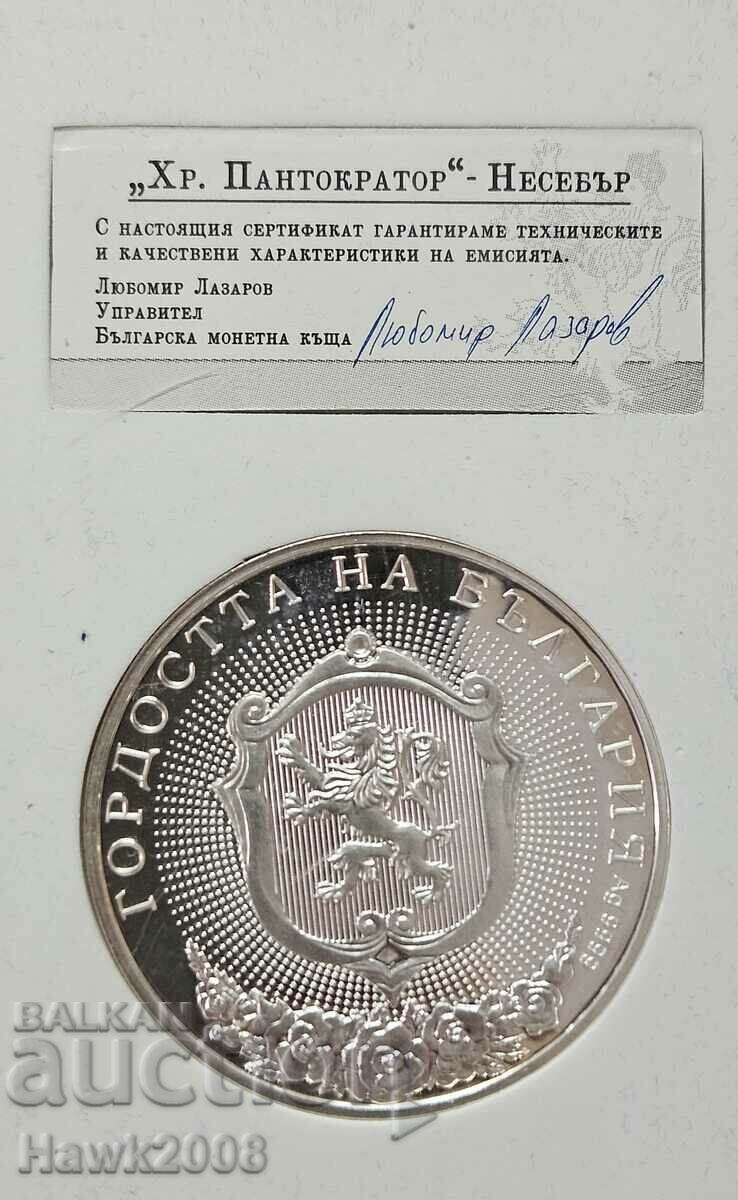 „Хр. Пантократор“ - Несебър
С настоящия сертификат гарантираме техническите
и качествени характеристики на емисията.
Любомир Лазаров
Управител
Българска монетна къща
Любомир Лазаров
ГОРДОСТТА НА БЪЛГАРИЯ
Ag 9999
BALKAN
auction
Hawk2008